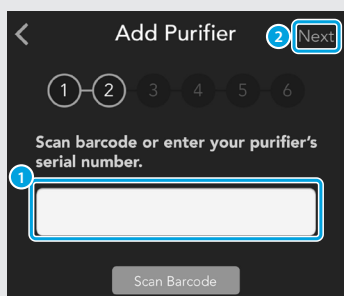 Add Purifier
2 Next
1 2 3 4 5 6
Scan barcode or enter your purifier's
serial number.
1
Scan Barcode